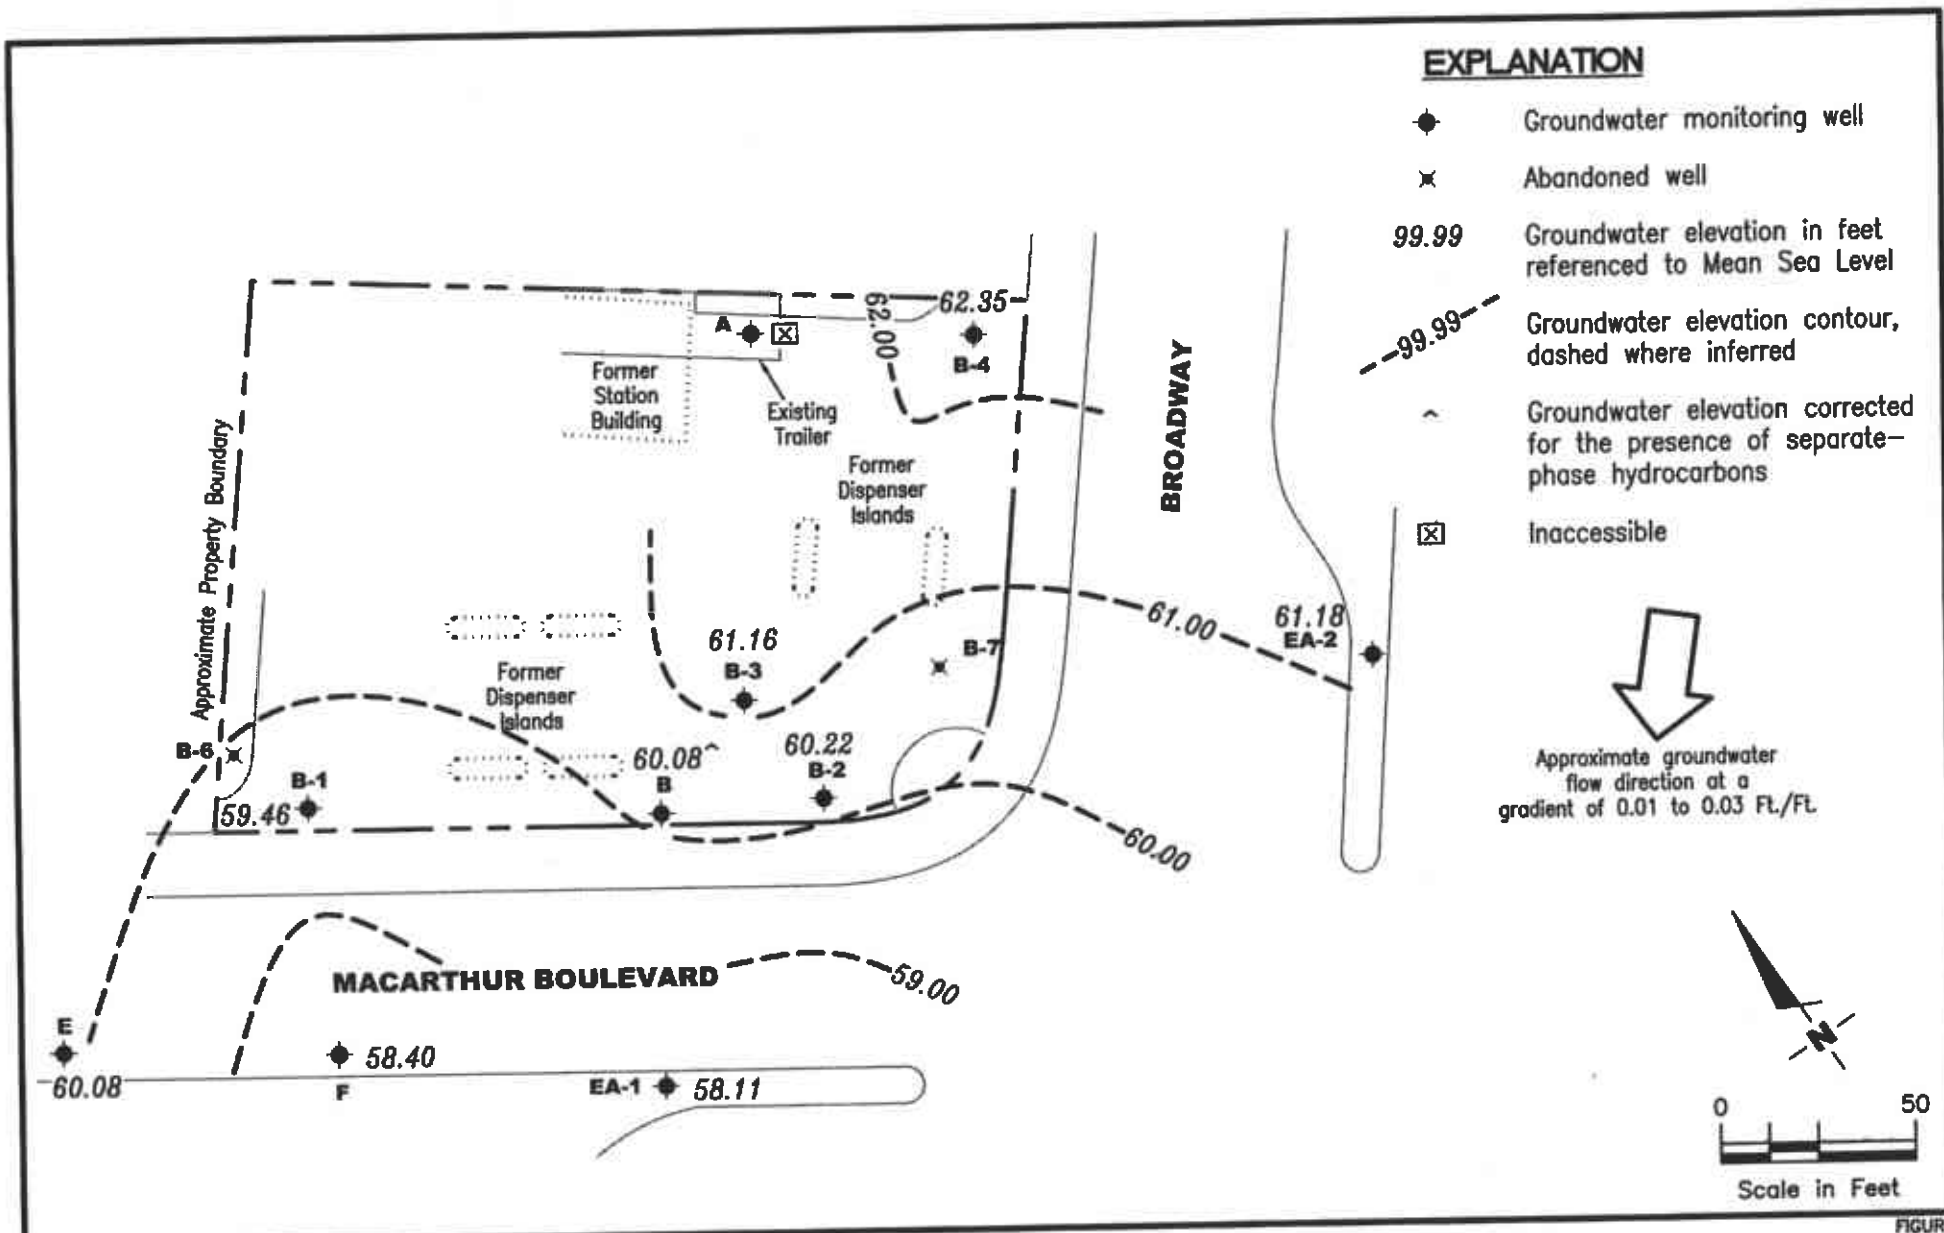 EXPLANATION
Groundwater monitoring well
Abandoned well
99.99
Groundwater elevation in feet
referenced to Mean Sea Level
99.99
Groundwater elevation contour,
dashed where inferred
^
Groundwater elevation corrected
for the presence of separate-
phase hydrocarbons
Inaccessible
62.00
62.35
A
B-4
Former
Station
Building
Existing
Trailer
BROADWAY
Approximate Property Boundary
Former
Dispenser
Islands
61.16
B-3
B-7
61.00
61.18
EA-2
Former
Dispenser
Islands
B-6
B-1
59.46
60.08^
B
60.22
B-2
60.00
Approximate groundwater
flow direction at a
gradient of 0.01 to 0.03 Ft./Ft.
MACARTHUR BOULEVARD
59.00
E
60.08
58.40
F
EA-1
58.11
N
0
50
Scale in Feet
FIGUR